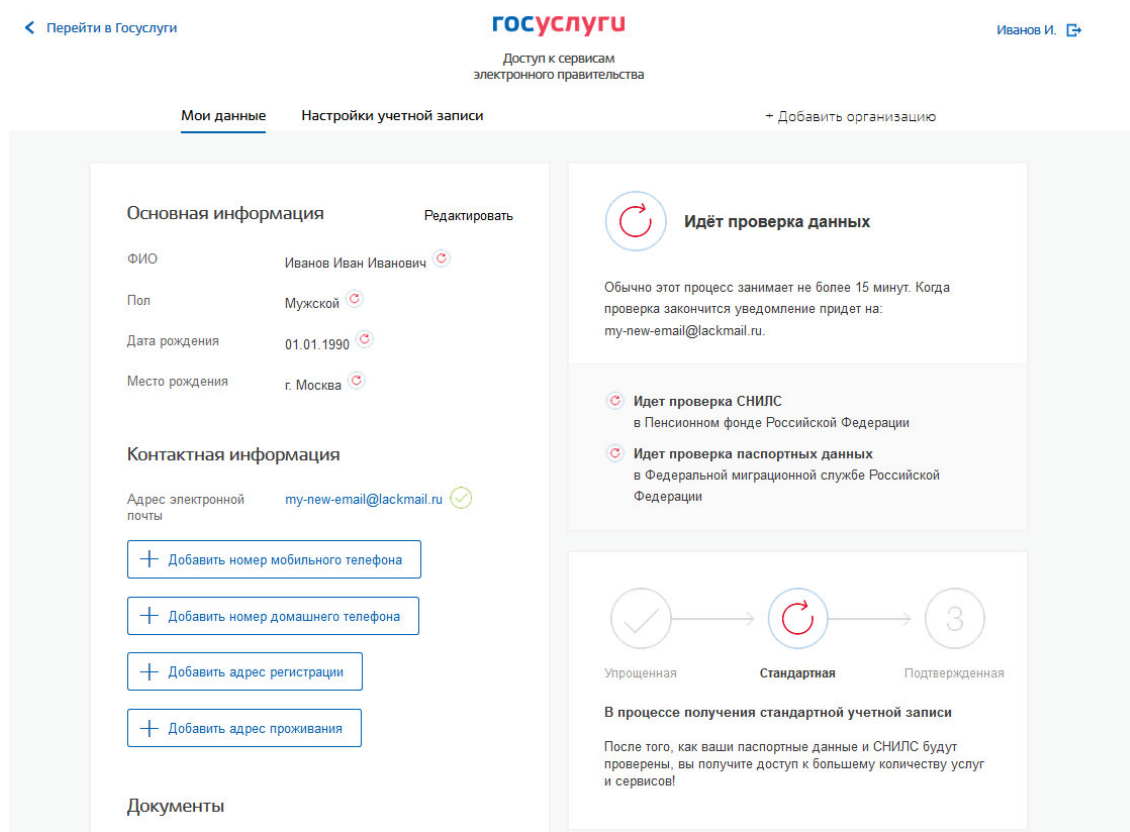 Перейти в Госуслуги
госуслуги
Иванов И.
Доступ к сервисам
электронного правительства
Мои данные
Настройки учетной записи
+ Добавить организацию
Основная информация
Редактировать
ФИО
Иванов Иван Иванович
Пол
Мужской
Дата рождения
01.01.1990
Место рождения
г. Москва
Контактная информация
Адрес электронной
почты
my-new-email@lackmail.ru
Добавить номер мобильного телефона
Добавить номер домашнего телефона
Добавить адрес регистрации
Добавить адрес проживания
Документы
Идёт проверка данных
Обычно этот процесс занимает не более 15 минут. Когда
проверка закончится уведомление придет на:
my-new-email@lackmail.ru.
Идет проверка СНИЛС
в Пенсионном фонде Российской Федерации
Идет проверка паспортных данных
в Федеральной миграционной службе Российской
Федерации
3
Упрощенная
Стандартная
Подтвержденная
В процессе получения стандартной учетной записи
После того, как ваши паспортные данные и СНИЛС будут
проверены, вы получите доступ к большему количеству услуг
и сервисов!